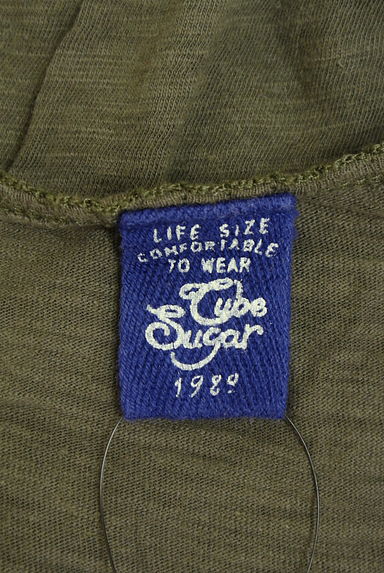 LIFE SIZE
COMFORTABLE
TO WEAR
Cube
Sugar
1989